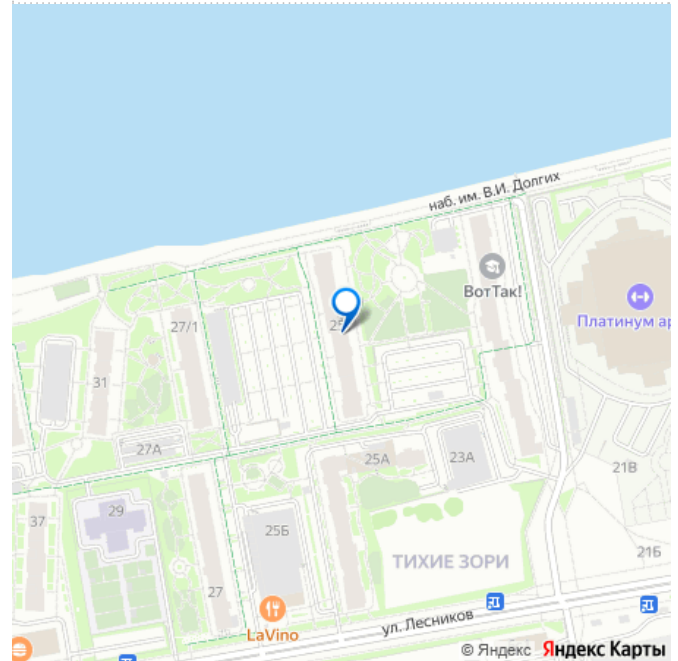 наб. им. В.И. Долгих
ВотТак!
Платинум ар
27/1
31
27А
25А
23А
21В
37
29
25Б
ТИХИЕ ЗОРИ
21Б
27
LaVino
ул. Лесников
© Яндекс Яндекс Карты